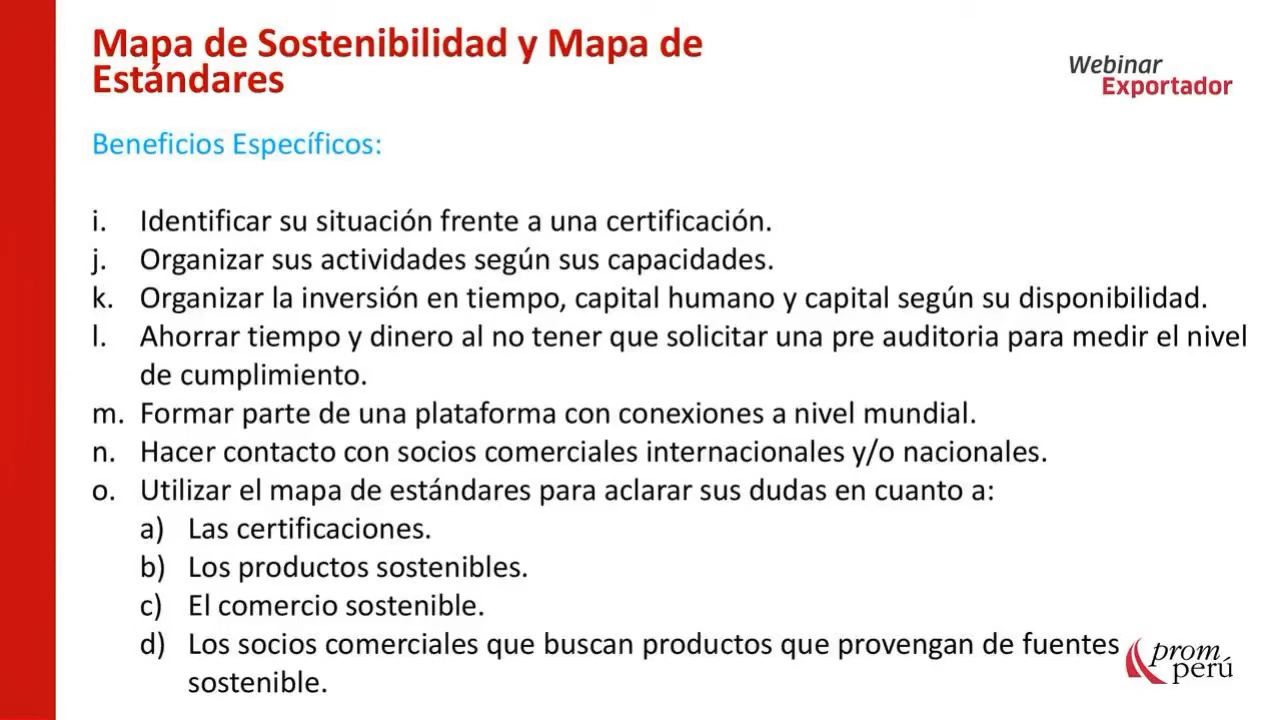 Mapa de Sostenibilidad y Mapa de
Estándares
Webinar
Exportador
Beneficios Específicos:
i. Identificar su situación frente a una certificación.
j. Organizar sus actividades según sus capacidades.
k. Organizar la inversión en tiempo, capital humano y capital según su disponibilidad.
l. Ahorrar tiempo y dinero al no tener que solicitar una pre auditoria para medir el nivel
de cumplimiento.
m. Formar parte de una plataforma con conexiones a nivel mundial.
n. Hacer contacto con socios comerciales internacionales y/o nacionales.
o. Utilizar el mapa de estándares para aclarar sus dudas en cuanto a:
a) Las certificaciones.
b) Los productos sostenibles.
c) El comercio sostenible.
d) Los socios comerciales que buscan productos que provengan de fuentes
sostenible.
prom
perú